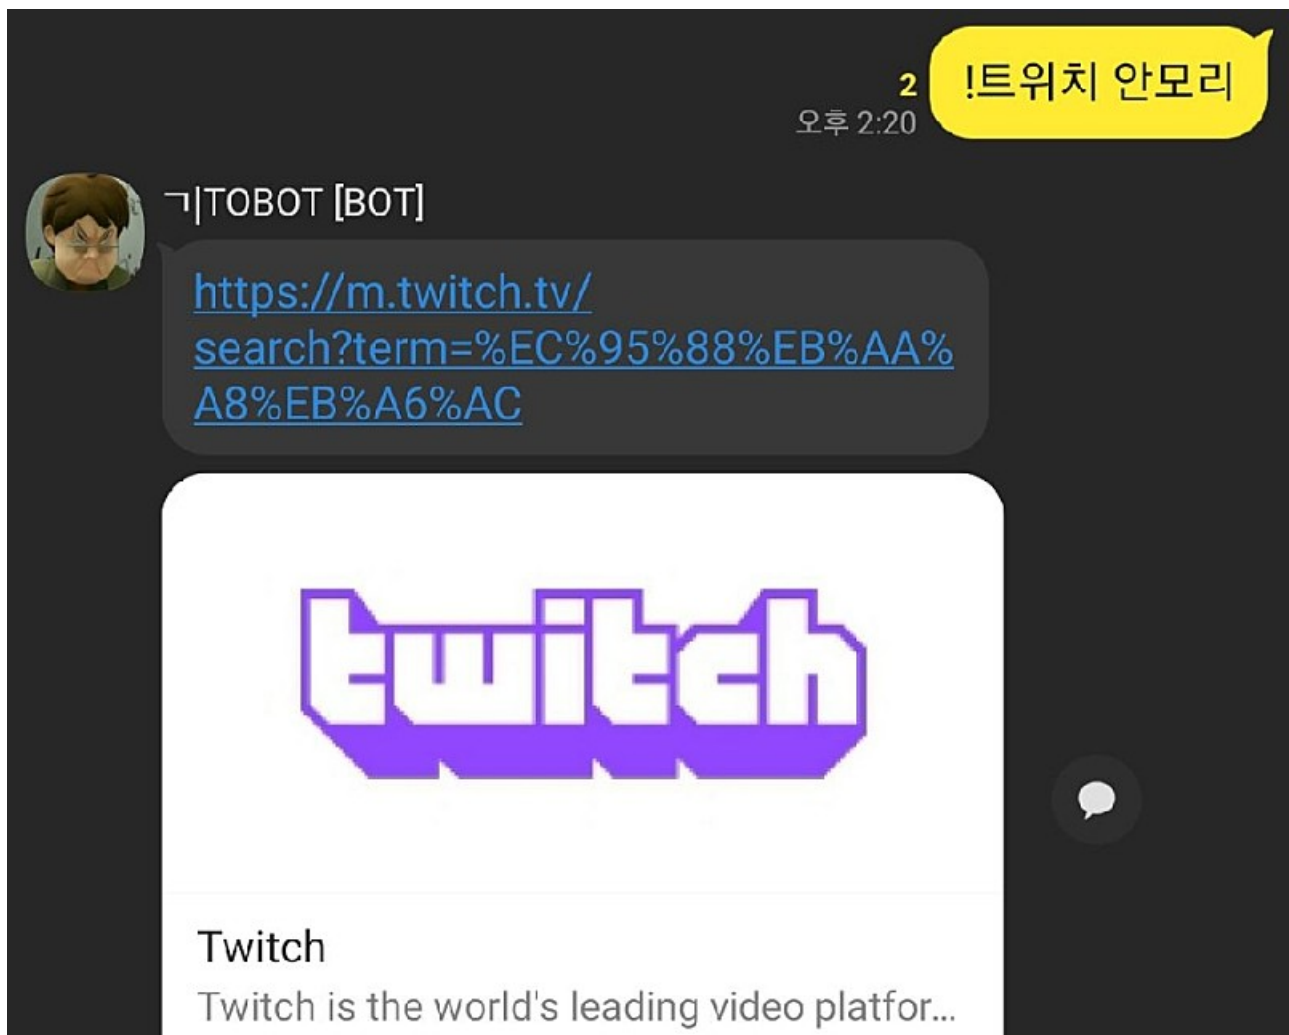 !트위치 안모리
2
오후 2:20
ㄱ|TOBOT [BOT]
https://m.twitch.tv/
search?term=%EC%95%88%EB%AA%
A8%EB%A6%AC
twitch
Twitch
Twitch is the world's leading video platfor...